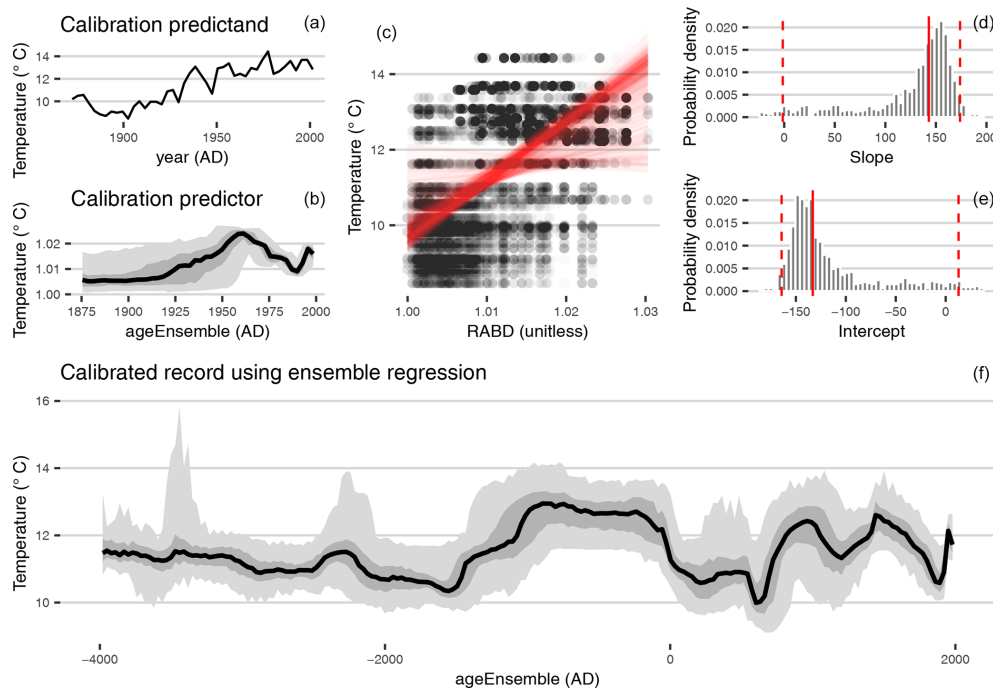 Calibration predictand
(a)
Temperature (° C)
14
12
10
1900
1950
2000
year (AD)
Calibration predictor
(b)
Temperature (° C)
1.02
1.01
1.00
1875
1900
1925
1950
1975
2000
ageEnsemble (AD)
(c)
Temperature (° C)
14
12
10
1.00
1.01
1.02
1.03
RABD (unitless)
(d)
Probability density
0.020
0.015
0.010
0.005
0.000
0
50
100
150
200
Slope
(e)
Probability density
0.020
0.015
0.010
0.005
0.000
−150
−100
−50
0
Intercept
Calibrated record using ensemble regression
(f)
Temperature (° C)
16
14
12
10
−4000
−2000
0
2000
ageEnsemble (AD)